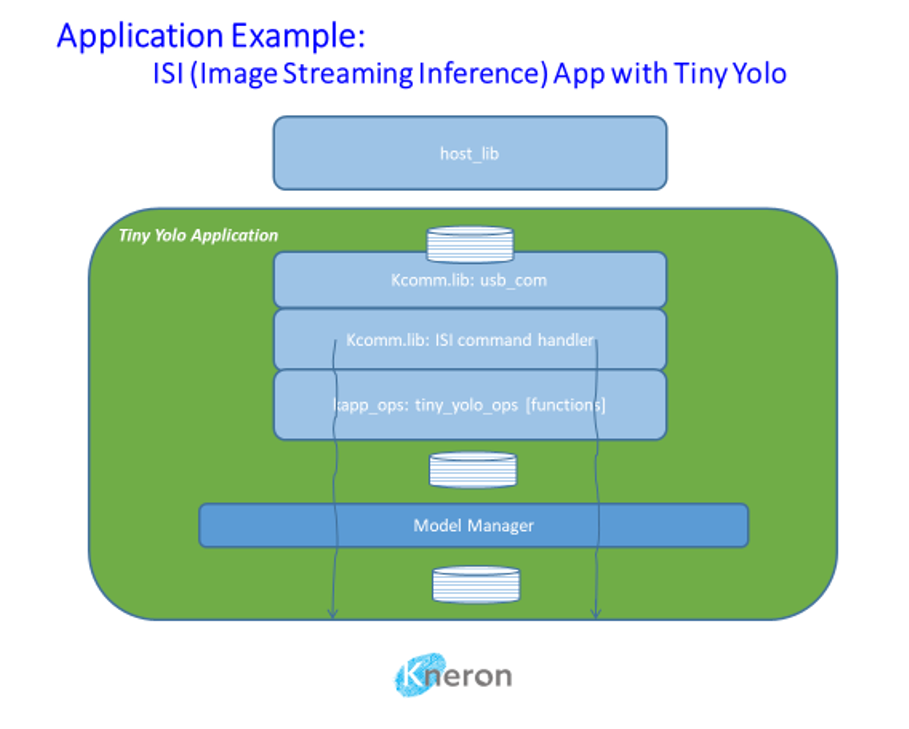 Application Example:
ISI (Image Streaming Inference) App with Tiny Yolo
host_lib
Tiny Yolo Application
Kcomm.lib: usb_com
Kcomm.lib: ISI command handler
kapp_ops: tiny_yolo_ops [functions]
Model Manager
Kneron